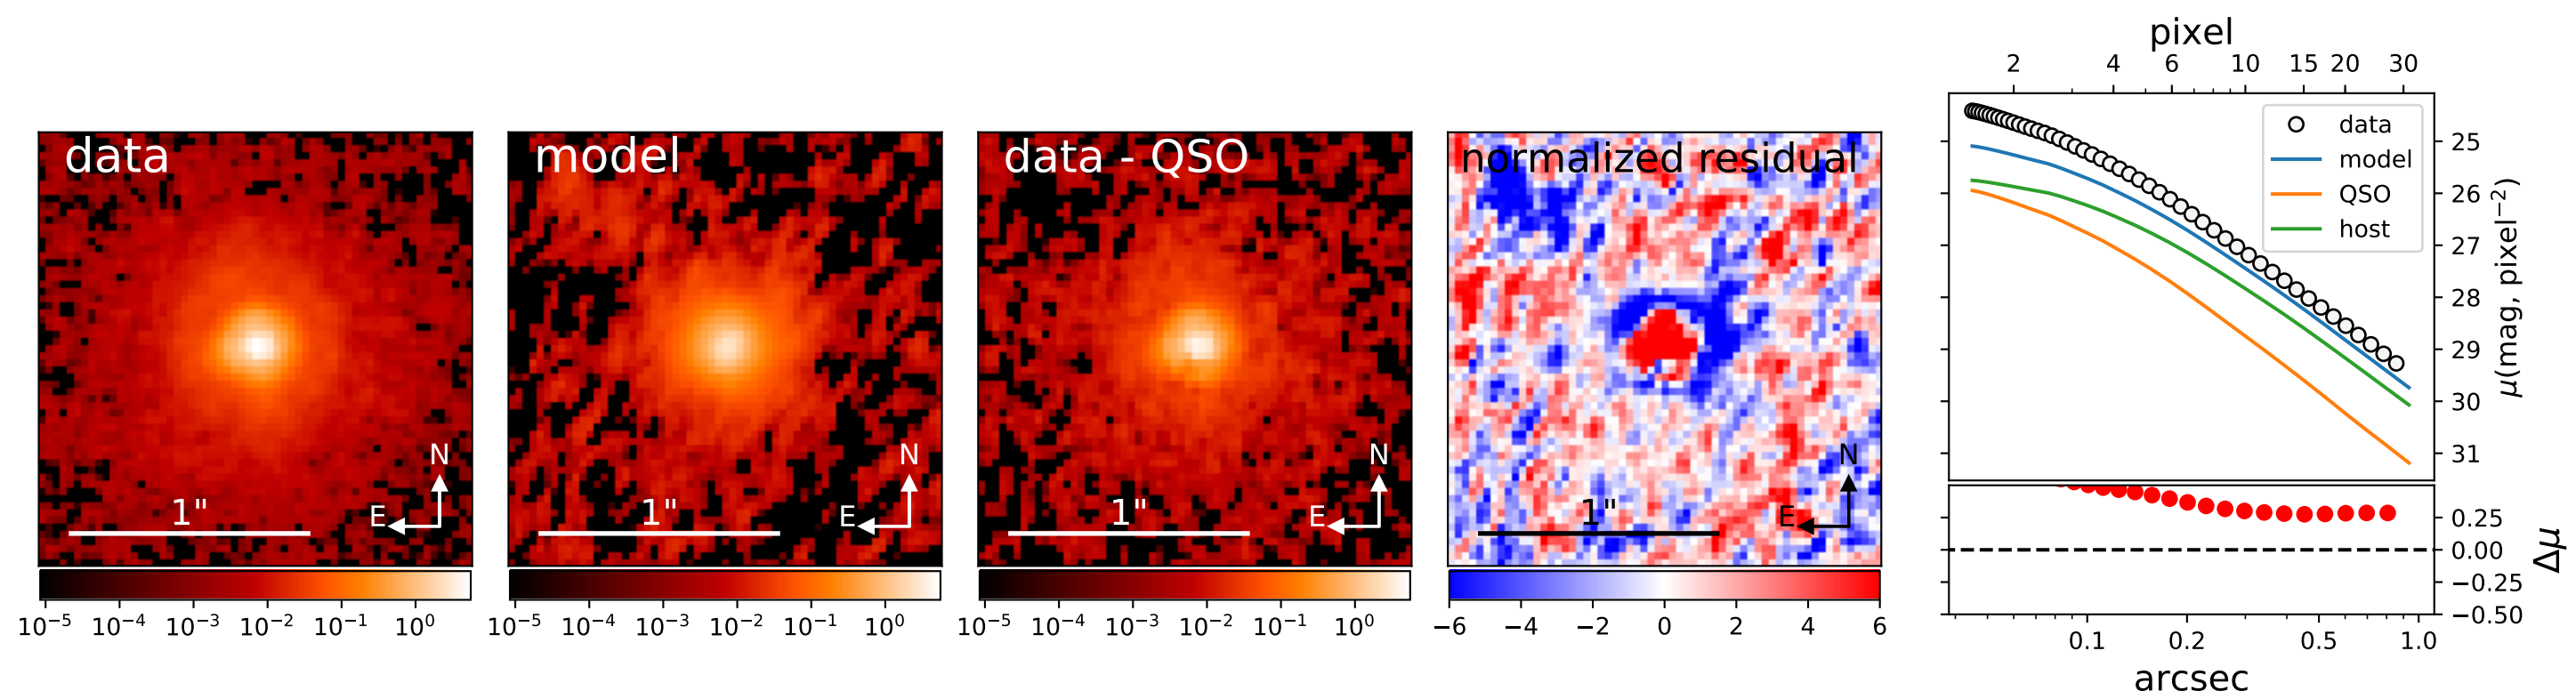 data
1"
N
E
10⁻⁵ 10⁻⁴ 10⁻³ 10⁻² 10⁻¹ 10⁰
model
1"
N
E
10⁻⁵ 10⁻⁴ 10⁻³ 10⁻² 10⁻¹ 10⁰
data - QSO
1"
N
E
10⁻⁵ 10⁻⁴ 10⁻³ 10⁻² 10⁻¹ 10⁰
normalized residual
1"
N
E
−6 −4 −2 0 2 4 6
pixel
2 4 6 10 15 20 30
data
model
QSO
host
25
26
27
28
29
30
31
μ(mag, pixel⁻²)
0.25
0.00
−0.25
−0.50
Δμ
0.1 0.2 0.5 1.0
arcsec